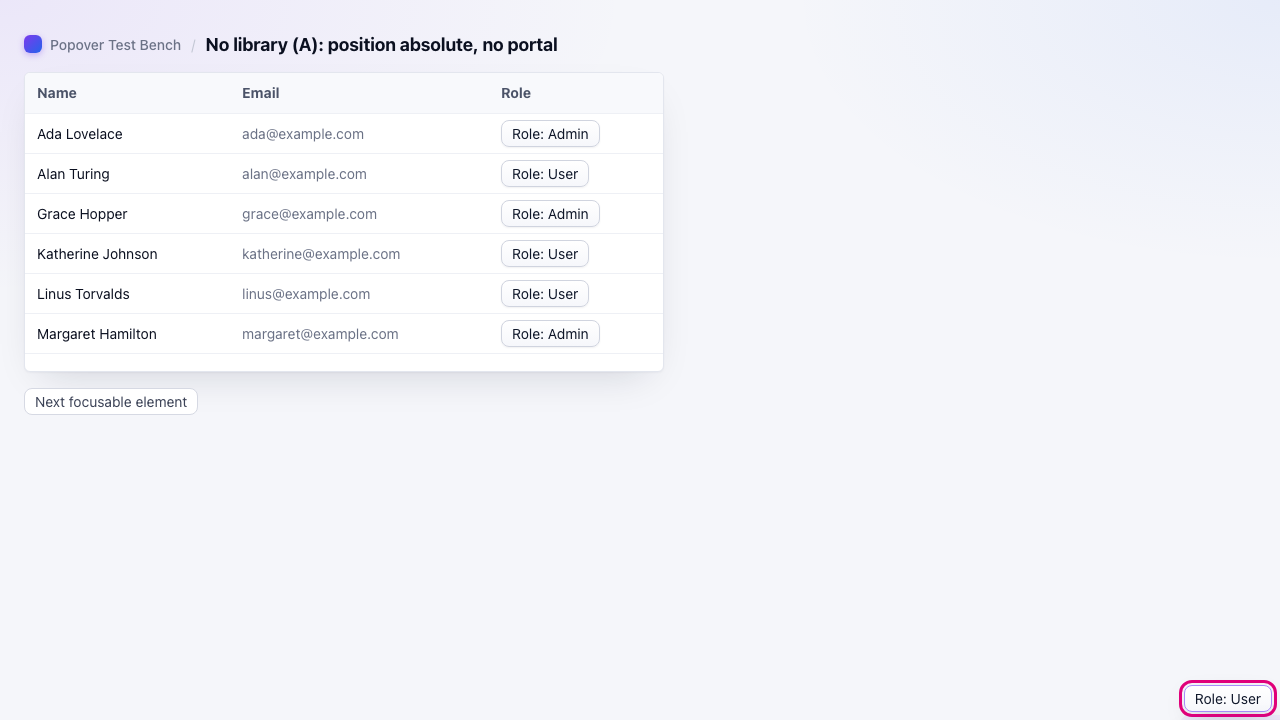 Popover Test Bench / No library (A): position absolute, no portal
Name Email Role
Ada Lovelace ada@example.com Role: Admin
Alan Turing alan@example.com Role: User
Grace Hopper grace@example.com Role: Admin
Katherine Johnson katherine@example.com Role: User
Linus Torvalds linus@example.com Role: User
Margaret Hamilton margaret@example.com Role: Admin
Next focusable element
Role: User